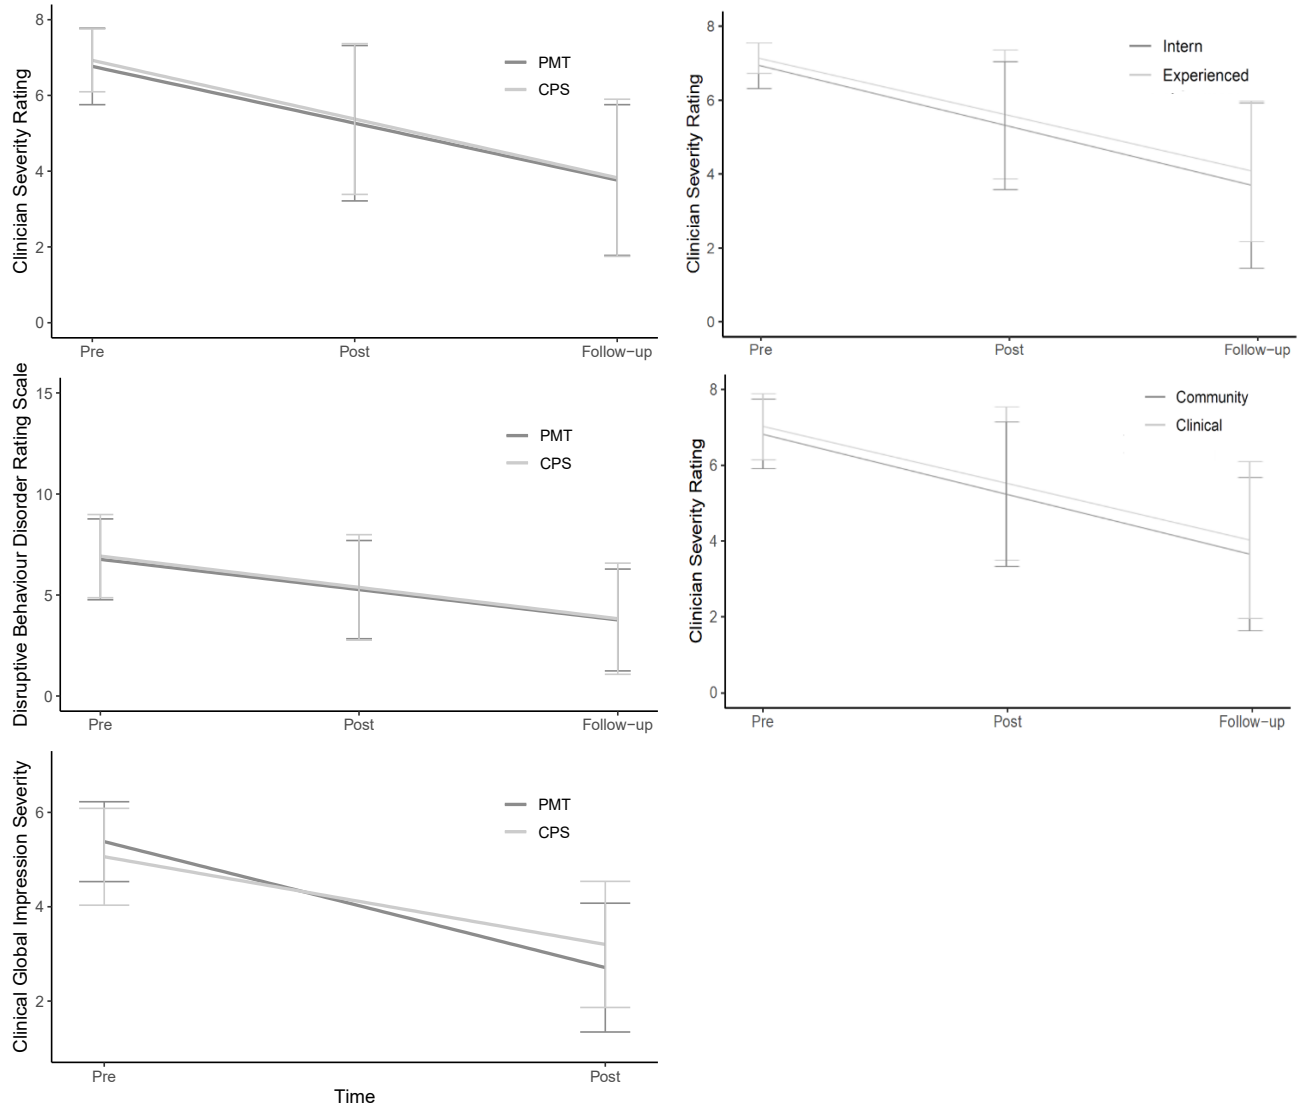 Clinician Severity Rating
8
6
4
2
0
Pre
Post
Follow−up
PMT
CPS
Clinician Severity Rating
8
6
4
2
0
Pre
Post
Follow−up
Intern
Experienced
Disruptive Behaviour Disorder Rating Scale
15
10
5
0
Pre
Post
Follow−up
PMT
CPS
Clinician Severity Rating
8
6
4
2
0
Pre
Post
Follow−up
Community
Clinical
Clinical Global Impression Severity
6
4
2
Pre
Post
PMT
CPS
Time